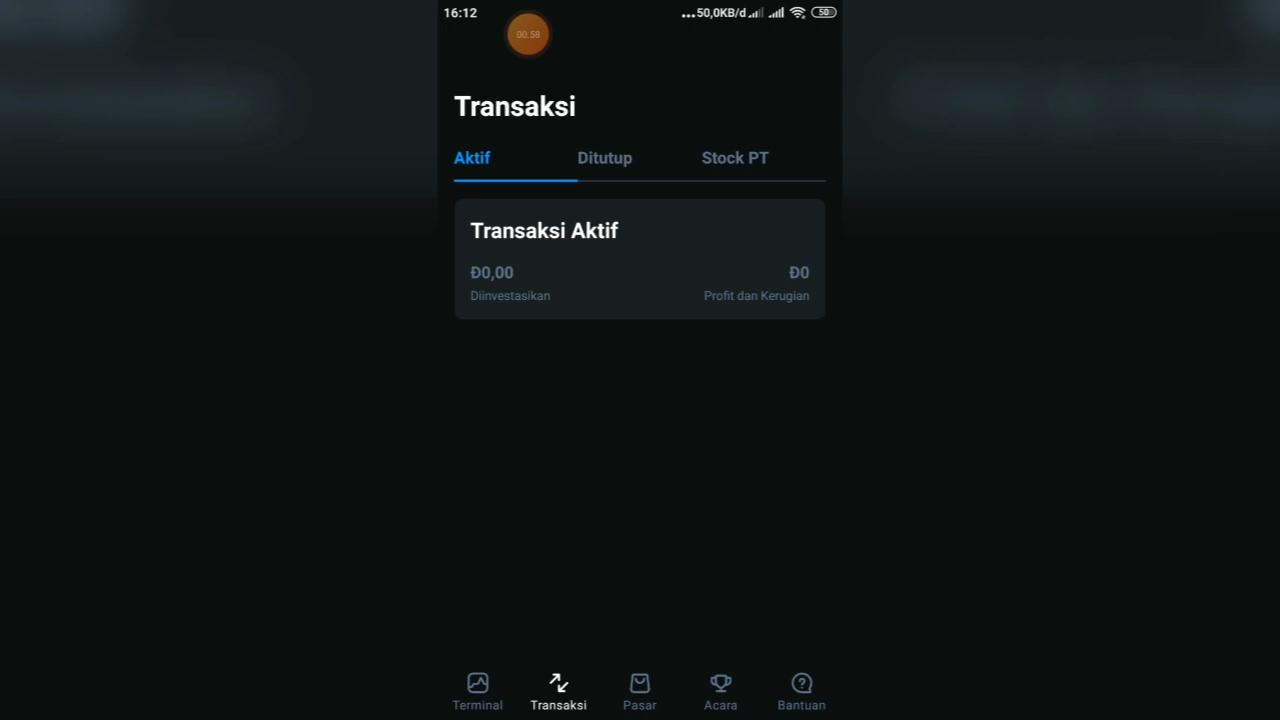 16:12
...50,0KB/d
50
00.58
Transaksi
Aktif Ditutup Stock PT
Transaksi Aktif
Đ0,00 Đ0
Diinvestasikan Profit dan Kerugian
Terminal Transaksi Pasar Acara Bantuan